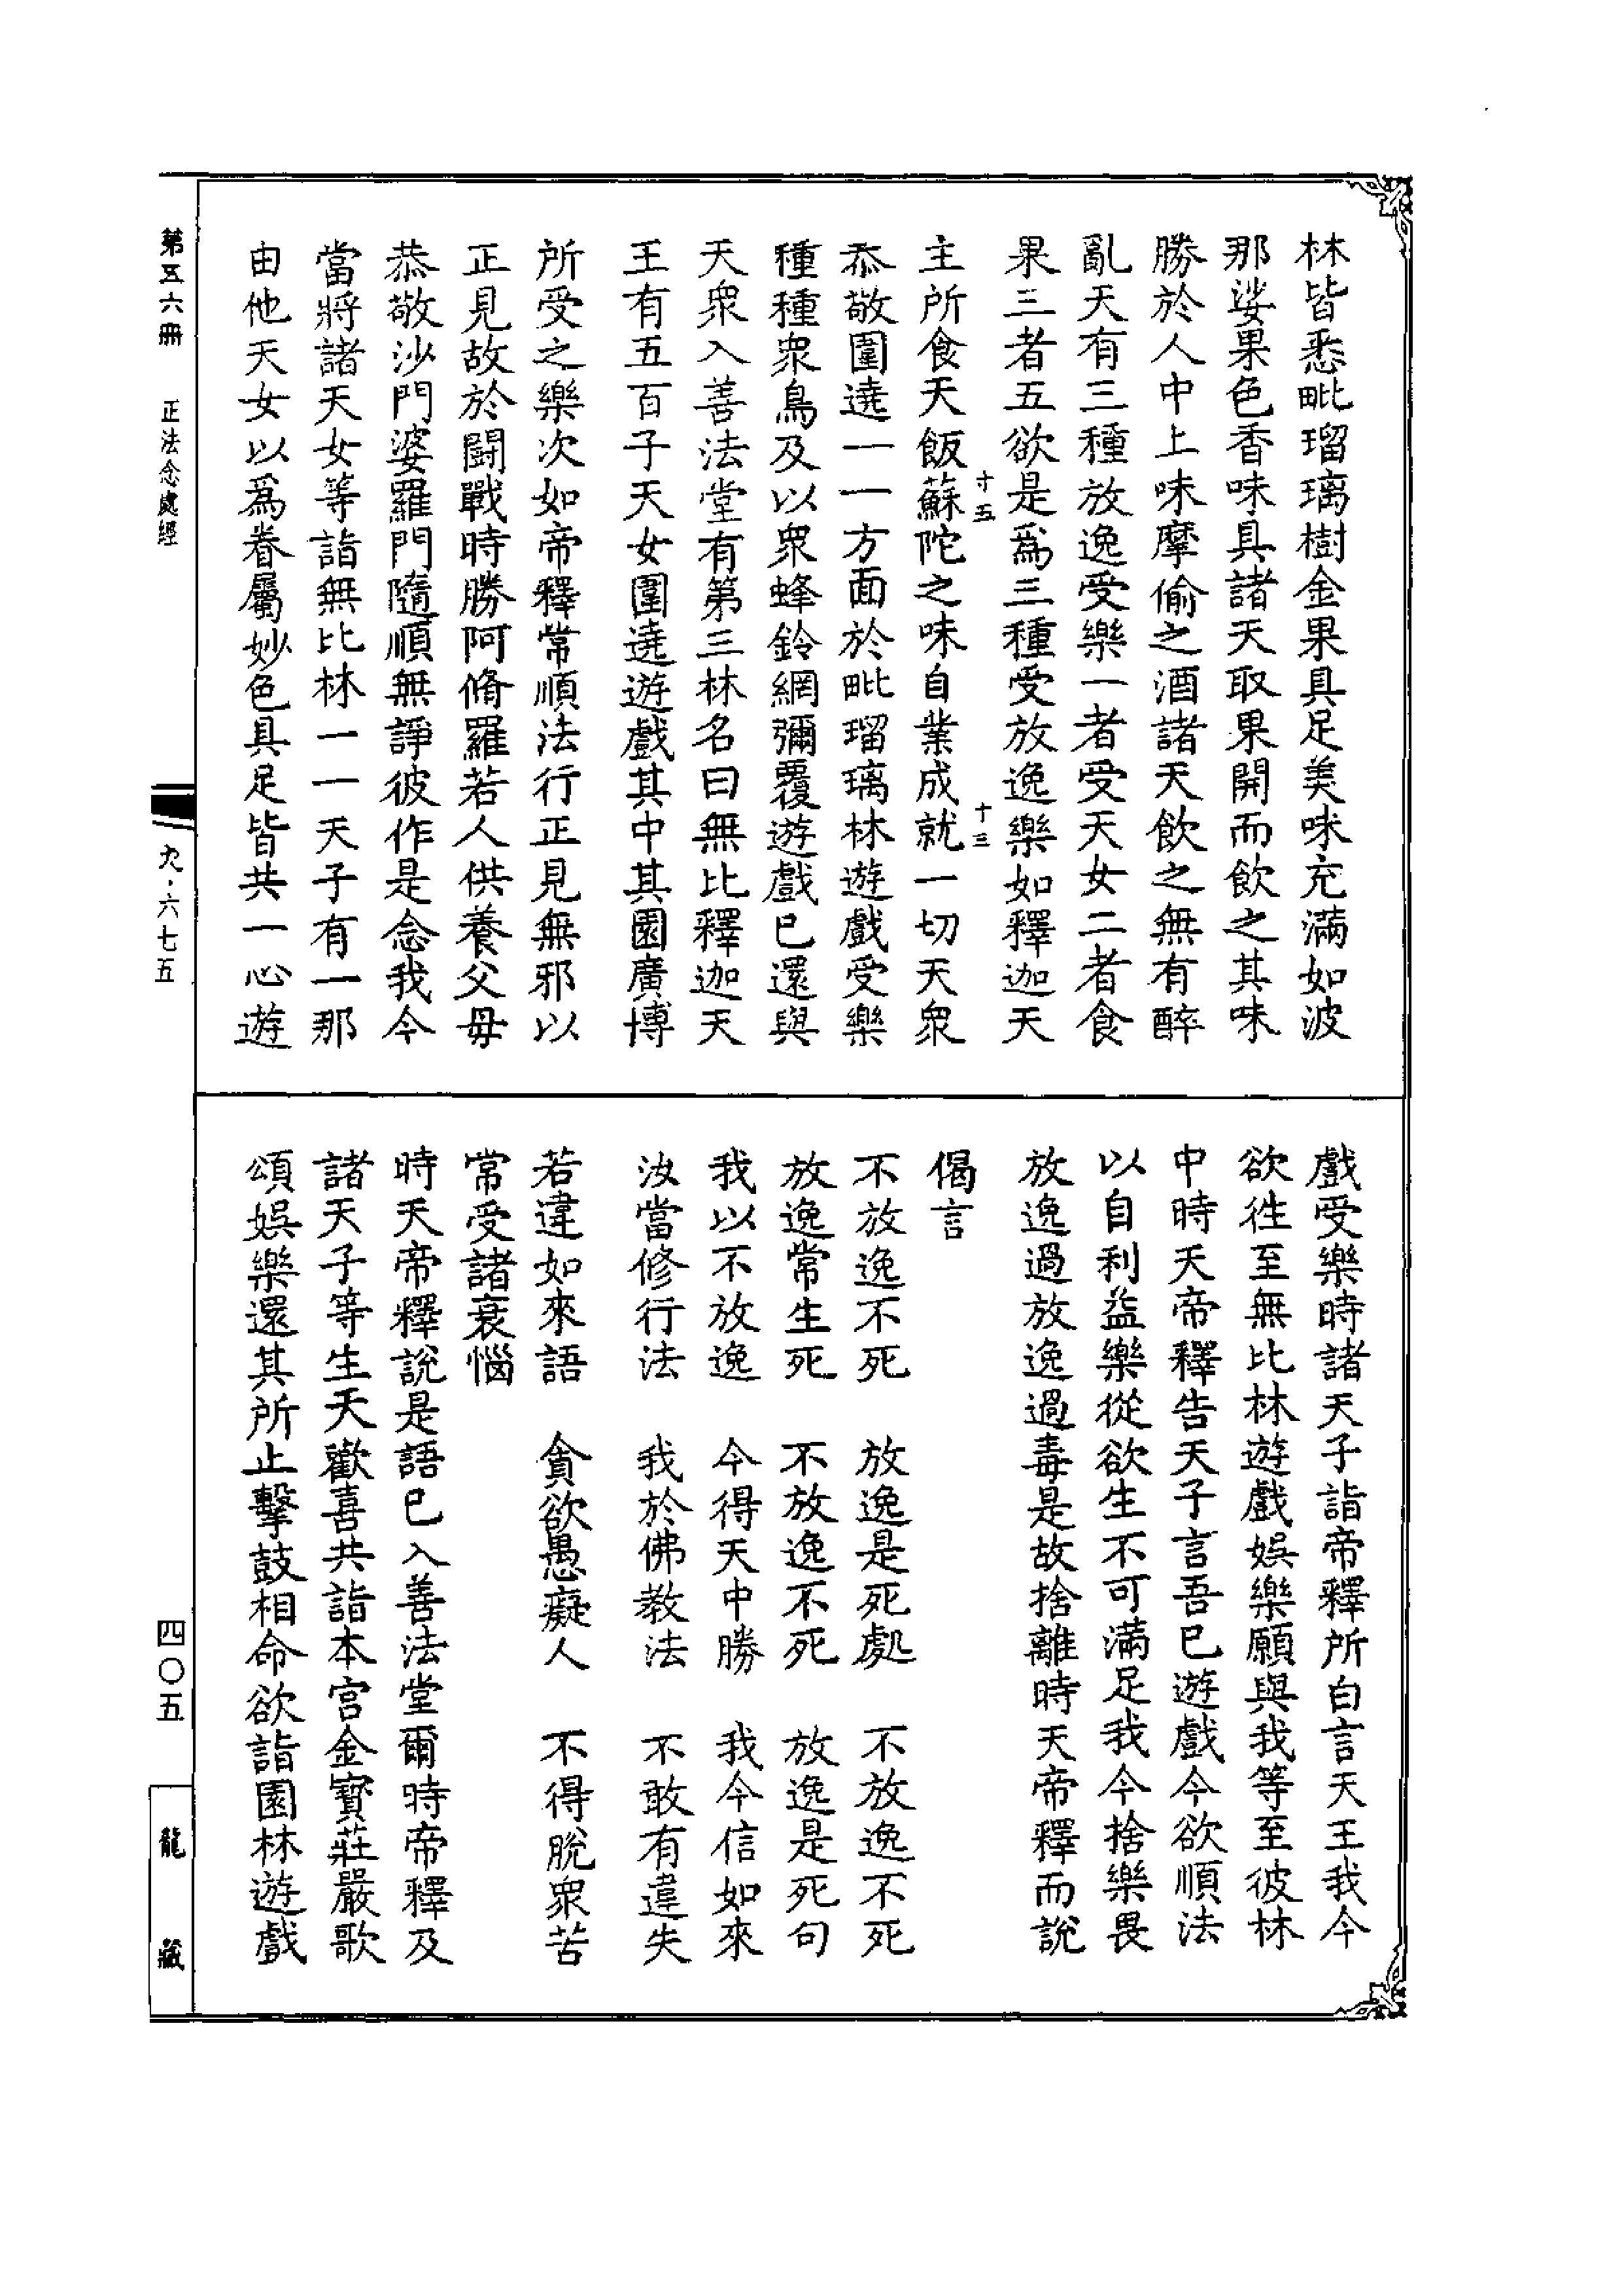 林皆悉毗瑠璃樹金果具足美味充滿如波
那娑果色香味具諸天取果開而飲之其味
勝於人中上味摩偷之酒諸天飲之無有醉
亂天有三種放逸受樂一者受天女二者食
果三者五欲是爲三種受放逸樂如釋迦天
主所食天飯蘇陀之味自業成就一切天衆
寸五
十三
恭敬圍遶一一方面於毗瑠璃林遊戲受樂
種種衆鳥及以衆蜂鈴網彌覆遊戲已還與
天衆入善法堂有第三林名曰無比釋迦天
王有五百子天女圍遶遊戲其中其園廣博
所受之樂次如帝釋常順法行正見無邪以
正見故於鬪戰時勝阿脩羅若人供養父母
恭敬沙門婆羅門隨順無諍彼作是念我今
當將諸天女等詣無比林一一天子有一那
由他天女以爲眷屬妙色具足皆共一心遊
戲受樂時諸天子詣帝釋所白言天王我今
欲徃至無比林遊戲娛樂願與我等至彼林
中時天帝釋告天子言吾已遊戲今欲順法
以自利益樂從欲生不可滿足我今捨樂畏
放逸過放逸過毒是故捨離時天帝釋而說
偈言
不放逸不死　放逸是死處　不放逸不死
放逸常生死　不放逸不死　放逸是死句
我以不放逸　今得天中勝　我今信如來
汝當修行法　我於佛教法　不敢有違失
若違如來語　貪欲愚癡人　不得脫衆苦
常受諸衰惱
時天帝釋說是語已入善法堂爾時帝釋及
諸天子等生天歡喜共詣本宮金寶莊嚴歌
頌娛樂還其所止擊鼓相命欲詣園林遊戲
第五六冊　正法念處經
九·六七五
四〇五
龍藏